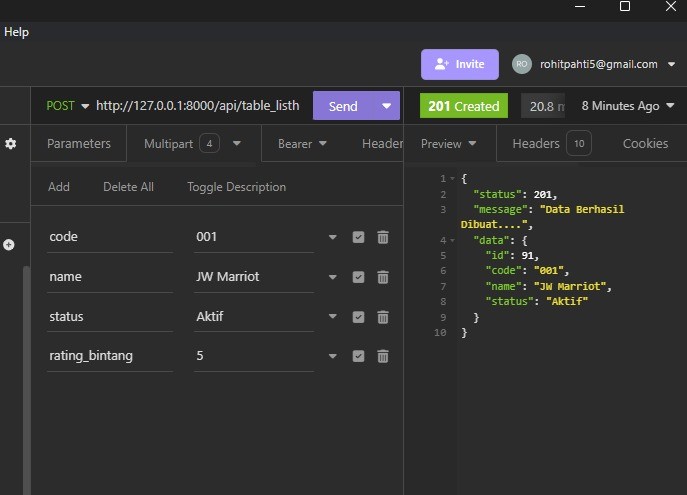 Help
Invite
RO rohitpahti5@gmail.com
POST http://127.0.0.1:8000/api/table_listh Send 201 Created 20.8 8 Minutes Ago
Parameters Multipart 4 Bearer Header Preview Headers 10 Cookies
Add Delete All Toggle Description
code 001
name JW Marriot
status Aktif
rating_bintang 5
1 {
2 "status": 201,
3 "message": "Data Berhasil
Dibuat....",
4 "data": {
5 "id": 91,
6 "code": "001",
7 "name": "JW Marriot",
8 "status": "Aktif"
9 }
10 }